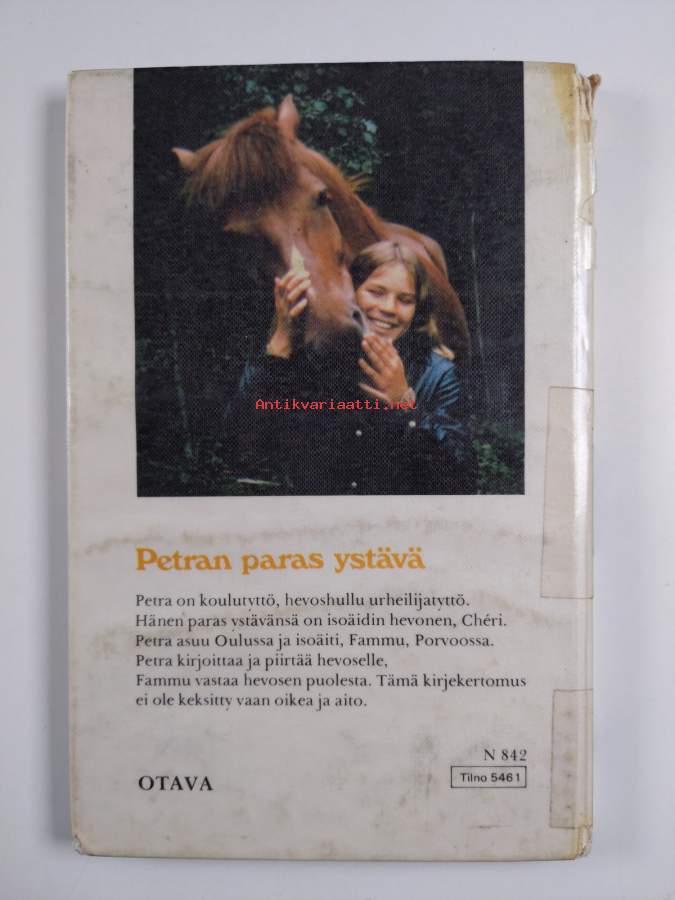 Antikvariaatti.net
Petran paras ystävä
Petra on koulutyttö, hevoshullu urheilijatyttö.
Hänen paras ystävänsä on isoäidin hevonen, Chéri.
Petra asuu Oulussa ja isoäiti, Fammu, Porvoossa.
Petra kirjoittaa ja piirtää hevoselle,
Fammu vastaa hevosen puolesta. Tämä kirjekertomus
ei ole keksitty vaan oikea ja aito.
N 842
OTAVA
Tilno 5461